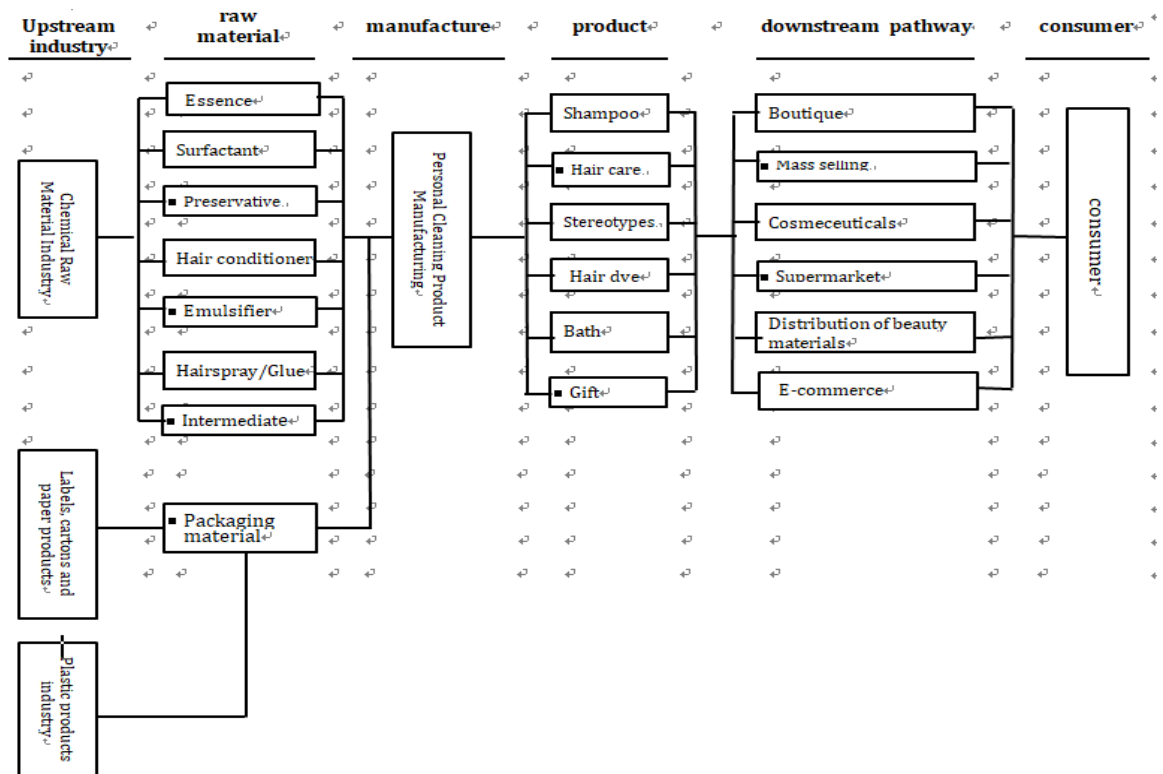 Upstream
industry
raw
material
manufacture
product
downstream pathway
consumer
Chemical Raw
Material Industry
Labels, cartons and
paper products
Plastic products
industry
Essence
Surfactant
Preservative.
Hair conditioner
Emulsifier
Hairspray/Glue
Intermediate
Packaging
material
Personal Cleaning Product
Manufacturing
Shampoo
Hair care.
Stereotypes.
Hair dve
Bath
Gift
Boutique
Mass selling.
Cosmeceuticals
Supermarket
Distribution of beauty
materials
E-commerce
consumer